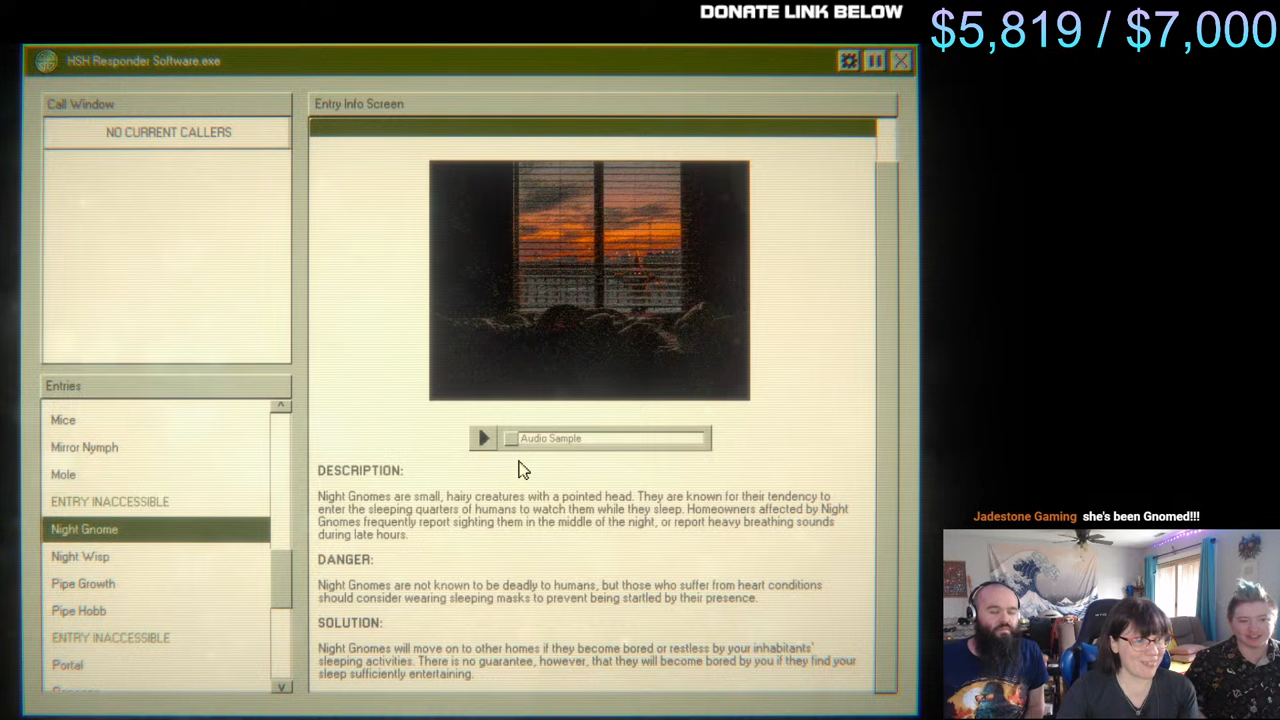 DONATE LINK BELOW
$5,819 / $7,000
HSH Responder Software.exe
Call Window
NO CURRENT CALLERS
Entry Info Screen
Entries
Mice
Mirror Nymph
Mole
ENTRY INACCESSIBLE
Night Gnome
Night Wisp
Pipe Growth
Pipe Hobb
ENTRY INACCESSIBLE
Portal
Audio Sample
DESCRIPTION:
Night Gnomes are small, hairy creatures with a pointed head. They are known for their tendency to
enter the sleeping quarters of humans to watch them while they sleep. Homeowners affected by Night
Gnomes frequently report sighting them in the middle of the night, or report heavy breathing sounds
during late hours.
DANGER:
Night Gnomes are not known to be deadly to humans, but those who suffer from heart conditions
should consider wearing sleeping masks to prevent being startled by their presence.
SOLUTION:
Night Gnomes will move on to other homes if they become bored or restless by your inhabitants'
sleeping activities. There is no guarantee, however, that they will become bored by you if they find your
sleep sufficiently entertaining.
Jadestone Gaming she's been Gnomed!!!